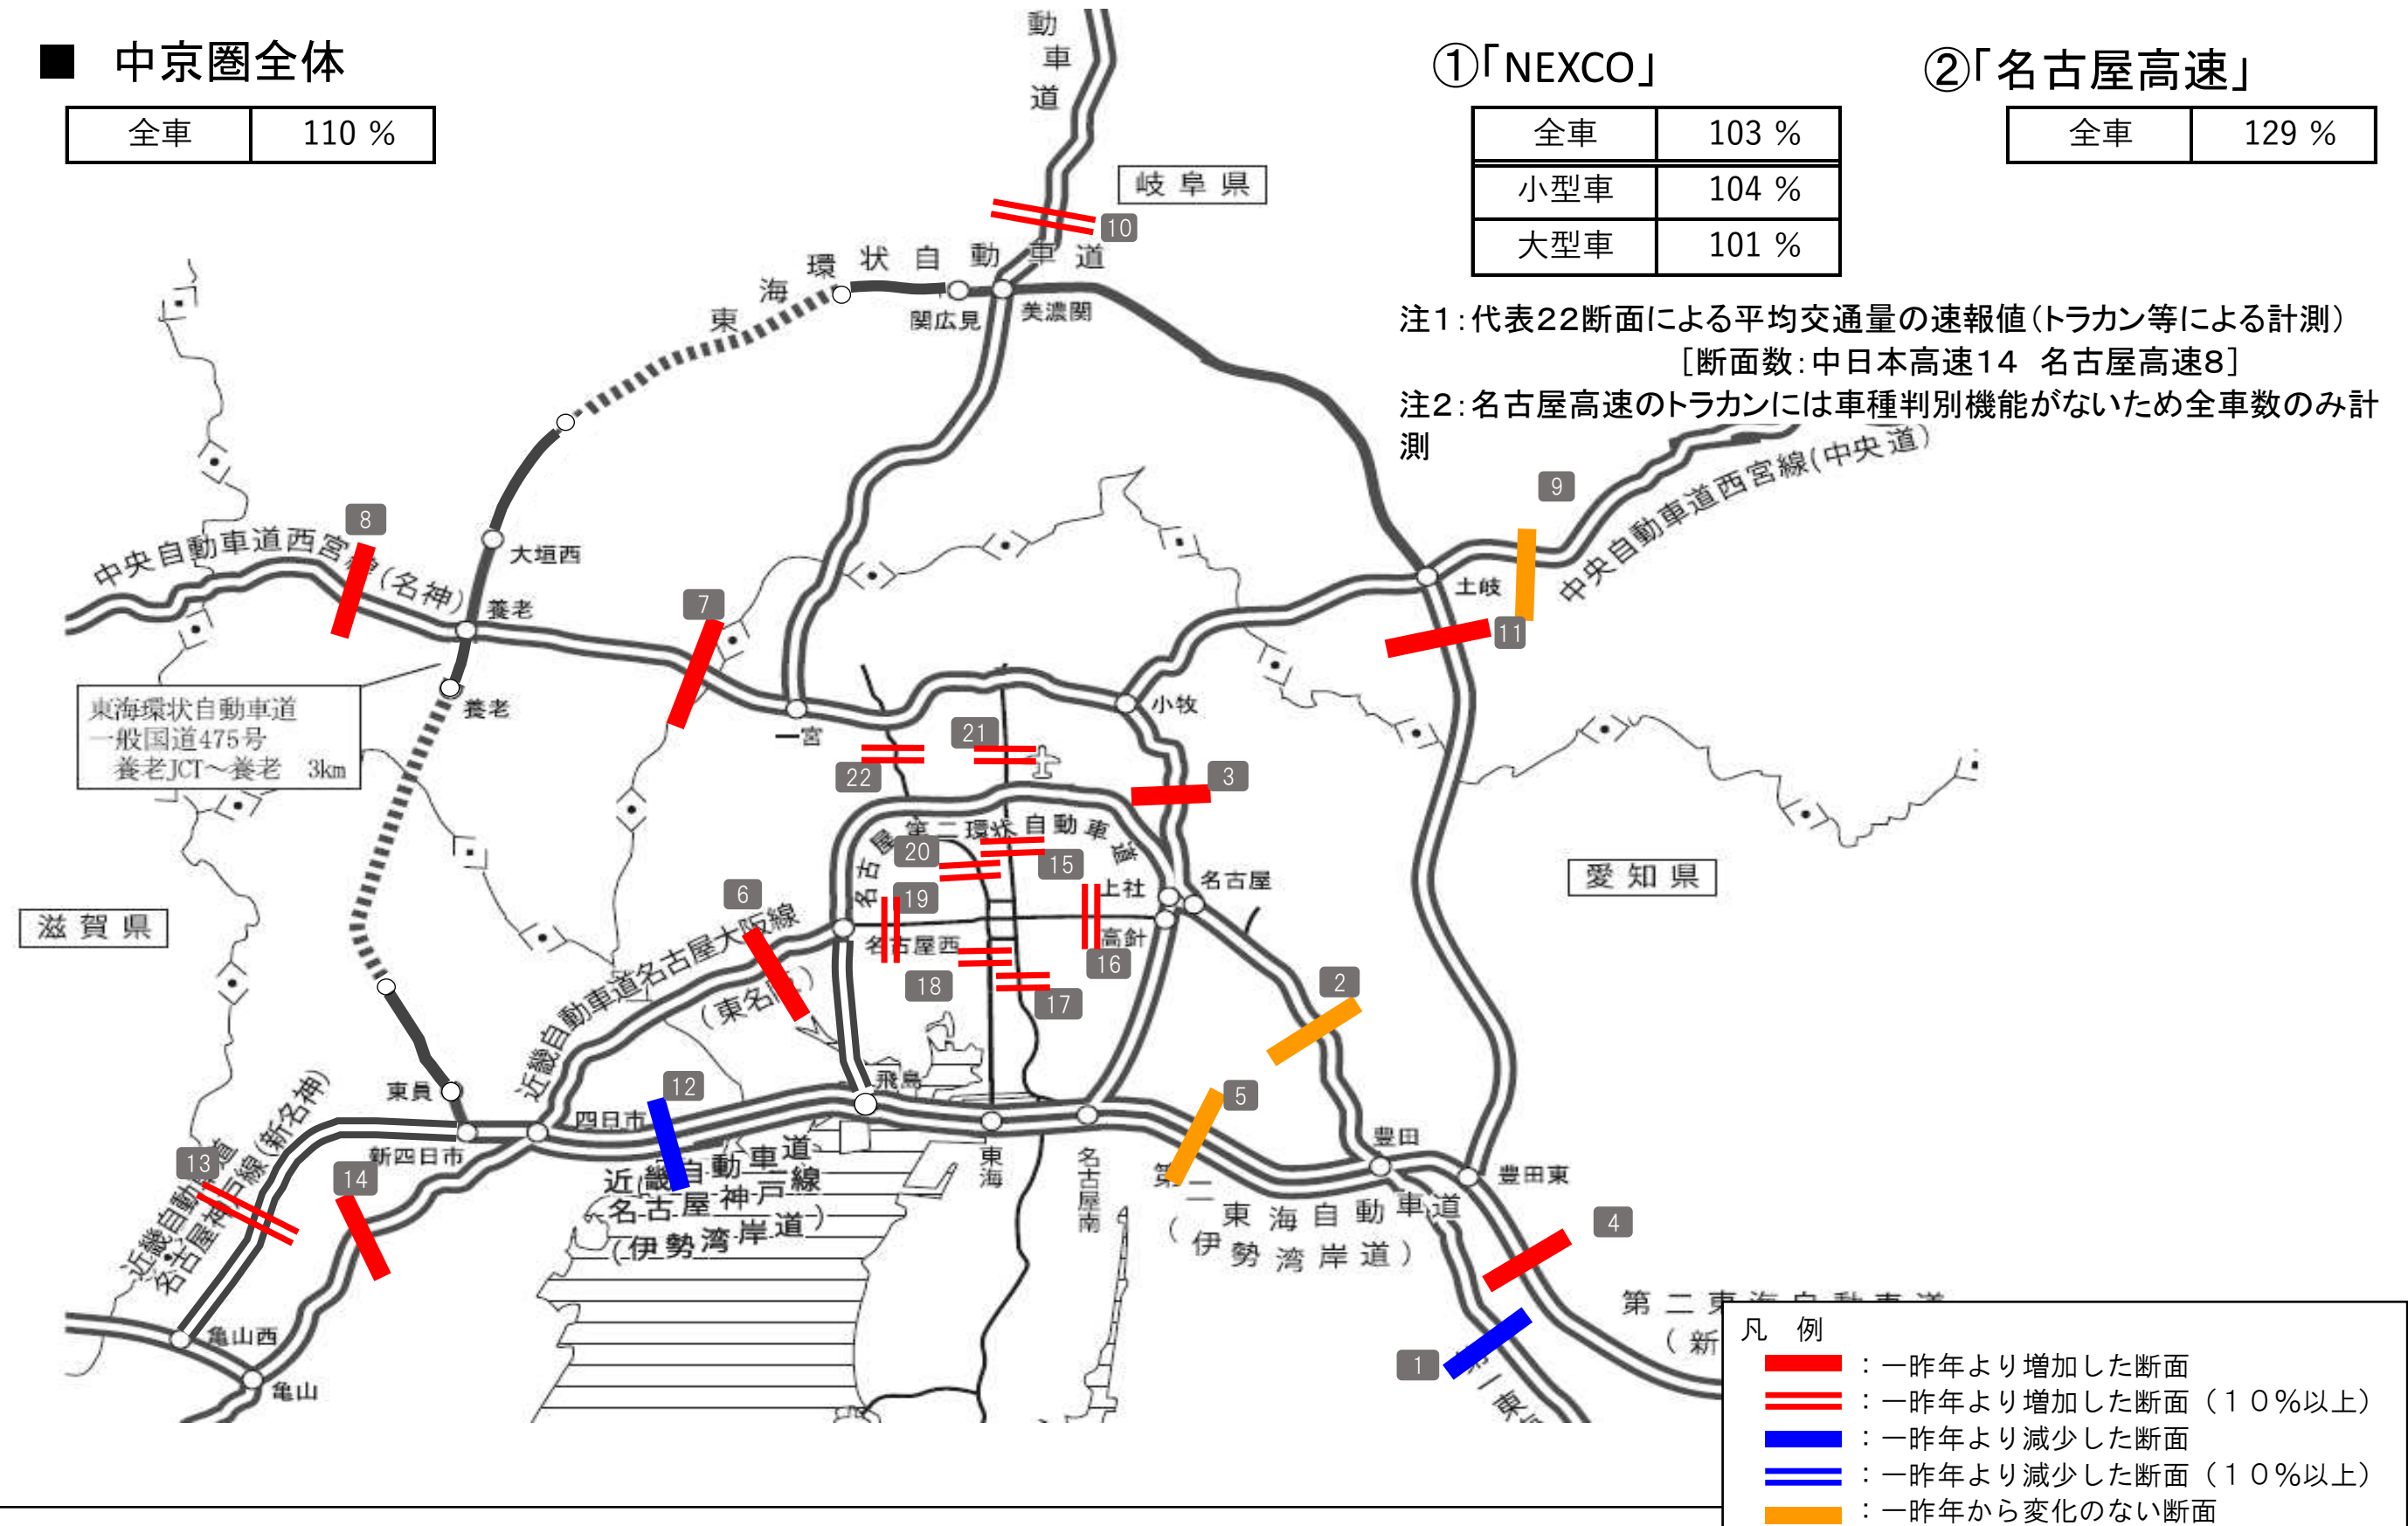 ■ 中京圏全体
全車 110 %
①「NEXCO」
全車 103 %
小型車 104 %
大型車 101 %
②「名古屋高速」
全車 129 %
注1：代表22断面による平均交通量の速報値（トラカン等による計測）
［断面数：中日本高速14 名古屋高速8］
注2：名古屋高速のトラカンには車種判別機能がないため全車数のみ計
測
動車道
岐阜県
10
東海環状自動車道
関広見
美濃関
9
中央自動車道西宮線(中央道)
8
中央自動車道西宮線(名神)
大垣西
土岐
養老
7
11
養老
東海環状自動車道
一般国道475号
養老JCT～養老 3km
一宮
小牧
21
22
3
名古屋第二環状自動車道
20
15
愛知県
上社
名古屋
19
6
滋賀県
名古屋西
高針
16
近畿自動車道名古屋大阪線
(東名阪)
18
17
2
飛島
12
5
東員
四日市
豊田
新四日市
東海
名古屋南
豊田東
13
14
近畿自動車道
名古屋神戸線(新名神)
近畿自動車道
名古屋神戸線
(伊勢湾岸道)
第二東海自動車道
(伊勢湾岸道)
4
亀山西
亀山
1
第二東海自動車道
(新
第一東
凡 例
：一昨年より増加した断面
：一昨年より増加した断面（１０％以上）
：一昨年より減少した断面
：一昨年より減少した断面（１０％以上）
：一昨年から変化のない断面